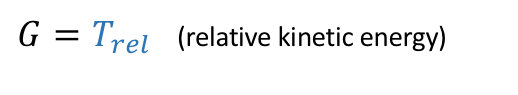 G = T_rel (relative kinetic energy)